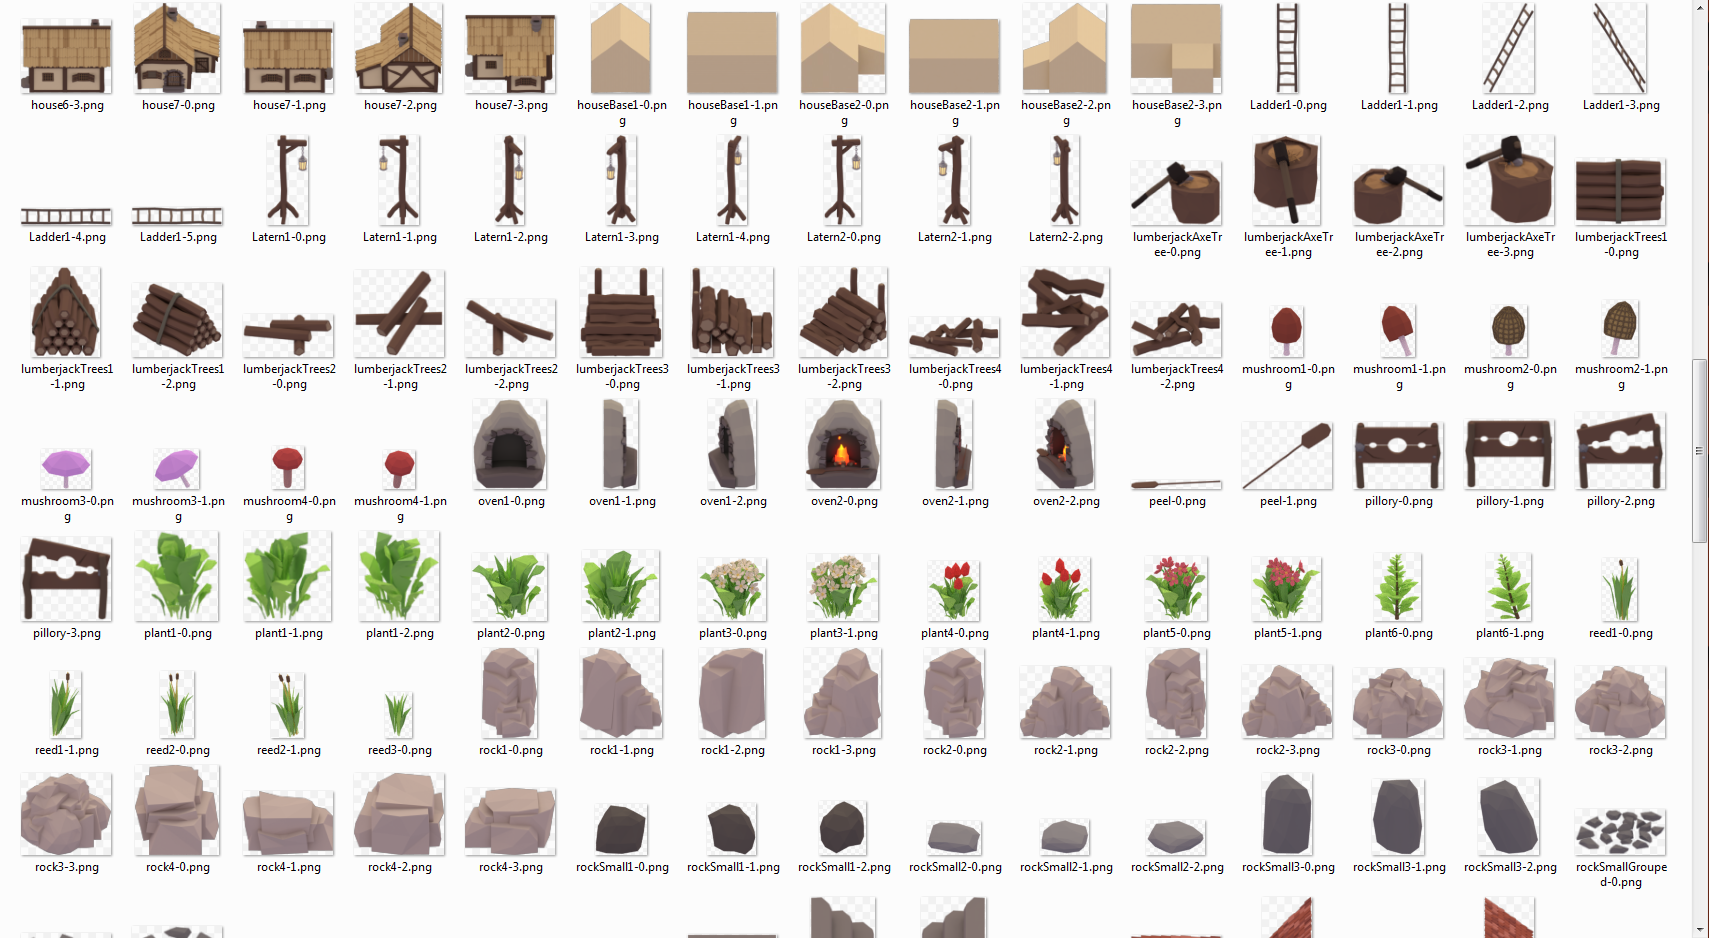 house6-3.png
house7-0.png
house7-1.png
house7-2.png
house7-3.png
houseBase1-0.pn
g
houseBase1-1.pn
g
houseBase2-0.pn
g
houseBase2-1.pn
g
houseBase2-2.pn
g
houseBase2-3.pn
g
Ladder1-0.png
Ladder1-1.png
Ladder1-2.png
Ladder1-3.png
Ladder1-4.png
Ladder1-5.png
Latern1-0.png
Latern1-1.png
Latern1-2.png
Latern1-3.png
Latern1-4.png
Latern2-0.png
Latern2-1.png
Latern2-2.png
lumberjackAxeTr
ee-0.png
lumberjackAxeTr
ee-1.png
lumberjackAxeTr
ee-2.png
lumberjackAxeTr
ee-3.png
lumberjackTrees1
-0.png
lumberjackTrees1
-1.png
lumberjackTrees1
-2.png
lumberjackTrees2
-0.png
lumberjackTrees2
-1.png
lumberjackTrees2
-2.png
lumberjackTrees3
-0.png
lumberjackTrees3
-1.png
lumberjackTrees3
-2.png
lumberjackTrees4
-0.png
lumberjackTrees4
-1.png
lumberjackTrees4
-2.png
mushroom1-0.pn
g
mushroom1-1.pn
g
mushroom2-0.pn
g
mushroom2-1.pn
g
mushroom3-0.pn
g
mushroom3-1.pn
g
mushroom4-0.pn
g
mushroom4-1.pn
g
oven1-0.png
oven1-1.png
oven1-2.png
oven2-0.png
oven2-1.png
oven2-2.png
peel-0.png
peel-1.png
pillory-0.png
pillory-1.png
pillory-2.png
pillory-3.png
plant1-0.png
plant1-1.png
plant1-2.png
plant2-0.png
plant2-1.png
plant3-0.png
plant3-1.png
plant4-0.png
plant4-1.png
plant5-0.png
plant5-1.png
plant6-0.png
plant6-1.png
reed1-0.png
reed1-1.png
reed2-0.png
reed2-1.png
reed3-0.png
rock1-0.png
rock1-1.png
rock1-2.png
rock1-3.png
rock2-0.png
rock2-1.png
rock2-2.png
rock2-3.png
rock3-0.png
rock3-1.png
rock3-2.png
rock3-3.png
rock4-0.png
rock4-1.png
rock4-2.png
rock4-3.png
rockSmall1-0.png
rockSmall1-1.png
rockSmall1-2.png
rockSmall2-0.png
rockSmall2-1.png
rockSmall2-2.png
rockSmall3-0.png
rockSmall3-1.png
rockSmall3-2.png
rockSmallGroupe
d-0.png